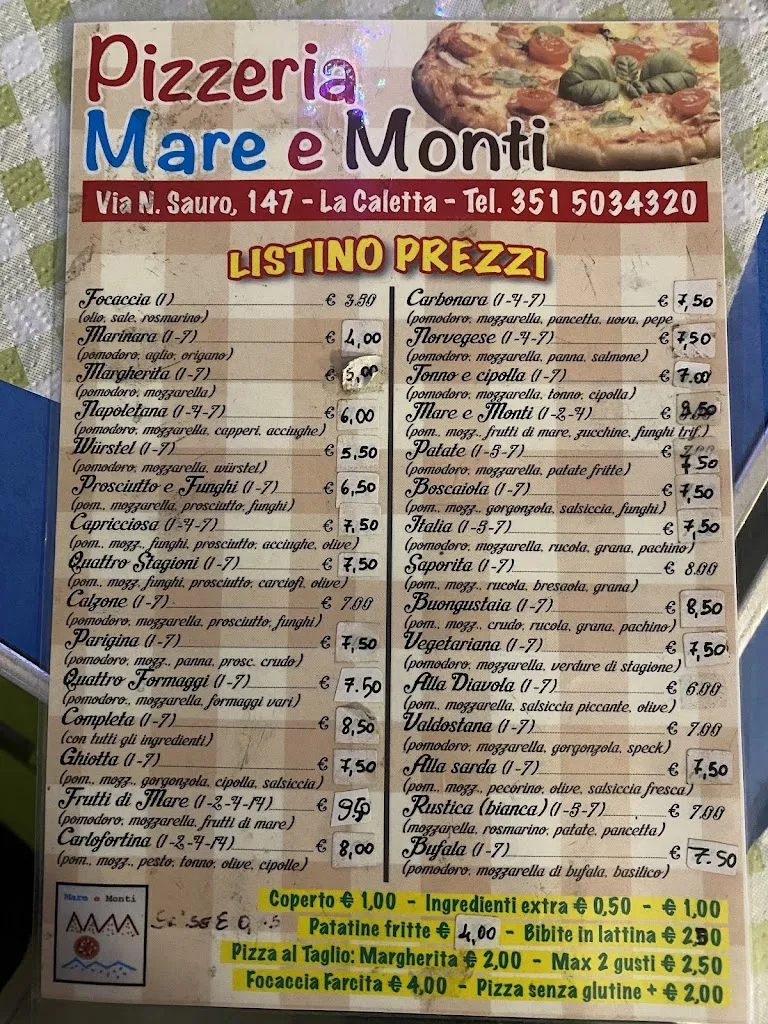 Pizzeria
Mare e Monti
Via N. Sauro, 147 - La Caletta - Tel. 351 5034320
LISTINO PREZZI
Focaccia (1) € 3.50
(olio, sale, rosmarino)
Marinara (1-7) € 4,00
(pomodoro, aglio, origano)
Margherita (1-7) € 5,00
(pomodoro, mozzarella)
Napoletana (1-4-7) € 6,00
(pomodoro, mozzarella, capperi, acciughe)
Würstel (1-7) € 5,50
(pomodoro, mozzarella, würstel)
Prosciutto e Funghi (1-7) € 6,50
(pom., mozzarella, prosciutto, funghi)
Capricciosa (1-4-7) € 7,50
(pom., mozz., funghi, prosciutto, acciughe, olive)
Quattro Stagioni (1-7) € 7,50
(pom., mozz, funghi, prosciutto, carciofi, olive)
Calzone (1-7) € 7.00
(pomodoro, mozzarella, prosciutto, funghi)
Parigina (1-7) € 7,50
(pomodoro, mozz., panna, prosc. crudo)
Quattro Formaggi (1-7) € 7.50
(pomodoro, mozzarella, formaggi vari)
Completa (1-7) € 8,50
(con tutti gli ingredienti)
Ghiotta (1-7) € 7,50
(pom., mozz., gorgonzola, cipolla, salsiccia)
Frutti di Mare (1-2-4-14) € 9,50
(pomodoro, mozzarella, frutti di mare)
Carlofortina (1-2-4-14) € 8,00
(pom., mozz., pesto, tonno, olive, cipolle)
Carbonara (1-4-7) € 7,50
(pomodoro, mozzarella, pancetta, uova, pepe
Norvegese (1-4-7) € 7,50
(pomodoro, mozzarella, panna, salmone)
Tonno e cipolla (1-7) € 7.00
(pomodoro, mozzarella, tonno, cipolla)
Mare e Monti (1-2-4) € 8,50
(pom., mozz., frutti di mare, zucchine, funghi trif.)
Patate (1-5-7) € 7,50
(pomodoro, mozzarella, patate fritte)
Boscaiola (1-7) € 7,50
(pom., mozz., gorgonzola, salsiccia, funghi)
Italia (1-5-7) € 7,50
(pomodoro, mozzarella, rucola, grana, pachino)
Saporita (1-7) € 8.00
(pom., mozz., rucola, bresaola, grana)
Buongustaia (1-7) € 8,50
(pom., mozz., crudo, rucola, grana, pachino)
Vegetariana (1-7) € 7,50
(pomodoro, mozzarella, verdure di stagione)
Alla Diavola (1-7) € 6.00
(pom., mozzarella, salsiccia piccante, olive)
Valdostana (1-7) € 7.00
(pomodoro, mozzarella, gorgonzola, speck)
Alla sarda (1-7) € 7,50
(pom., mozz., pecorino, olive, salsiccia fresca)
Rustica (bianca) (1-5-7) € 7.00
(mozzarella, rosmarino, patate, pancetta)
Bufala (1-7) € 7.50
(pomodoro, mozzarella di bufala, basilico)
Mare e Monti
Coperto € 1,00 - Ingredienti extra € 0,50 - € 1,00
Patatine fritte € 4,00 - Bibite in lattina € 2,50
Pizza al Taglio: Margherita € 2,00 - Max 2 gusti € 2,50
Focaccia Farcita € 4,00 - Pizza senza glutine + € 2,00